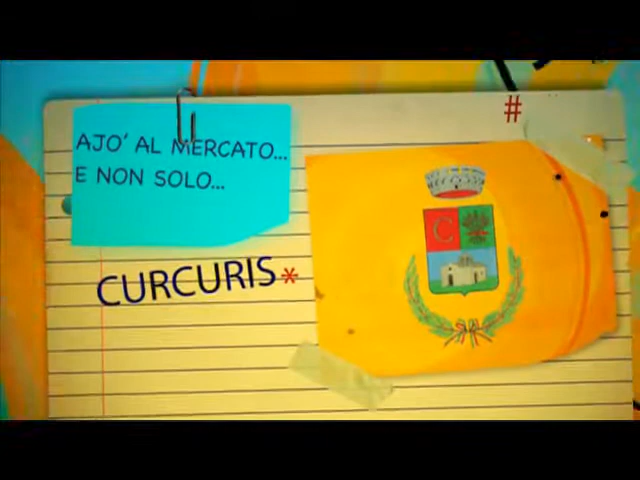 AJO' AL MERCATO...
E NON SOLO...
#
CURCURIS*
C